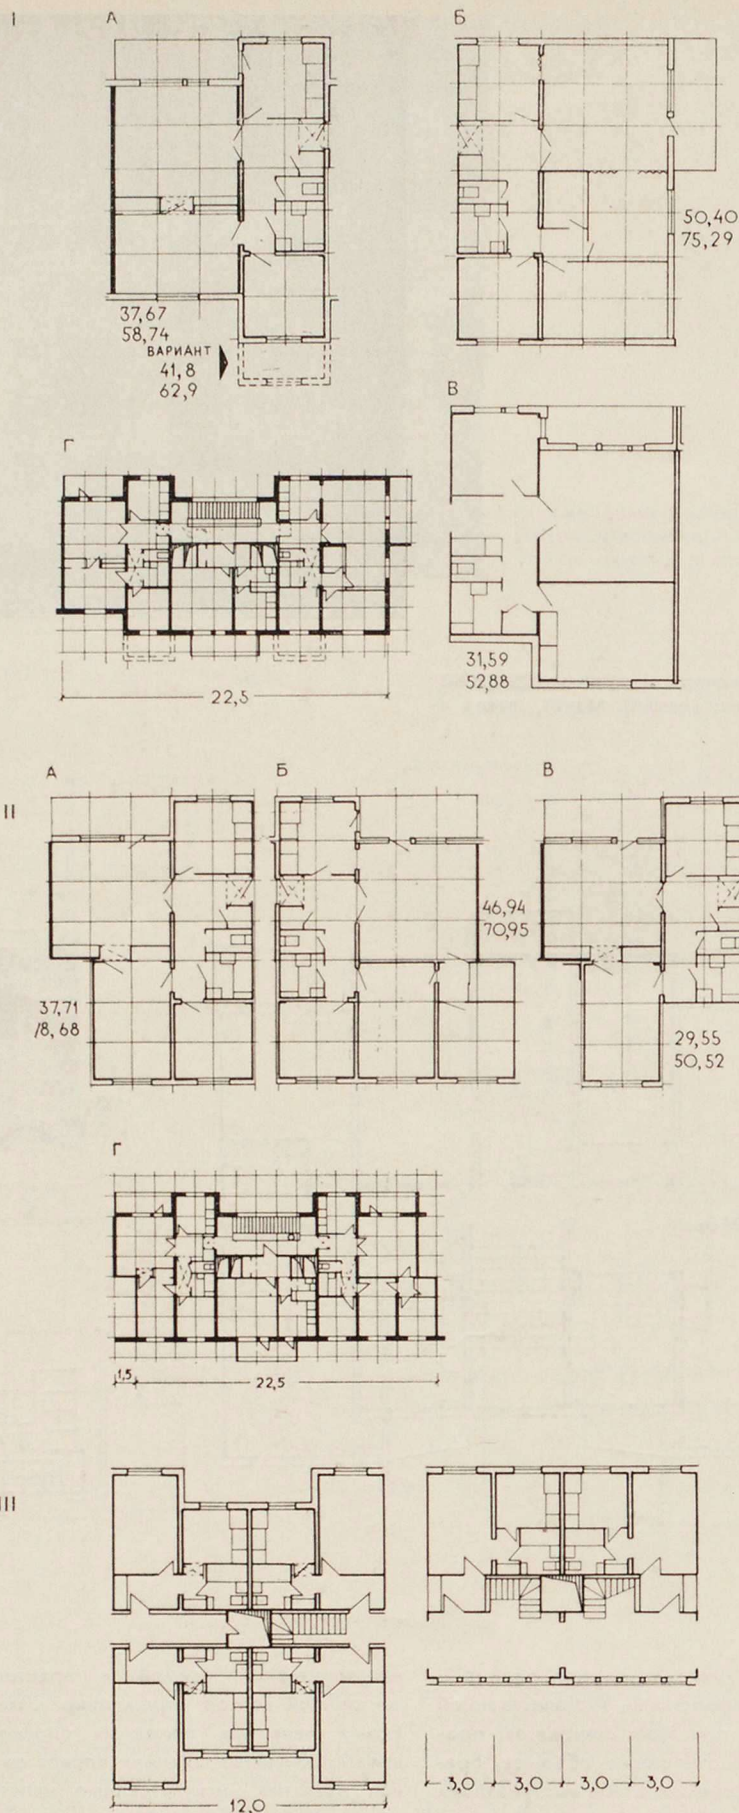 I
А
Б
37,67
58,74
ВАРИАНТ
41,8
62,9
50,40
75,29
В
Г
31,59
52,88
22,5
А
Б
В
II
46,94
70,95
37,71
/8,68
29,55
50,52
Г
1,5
22,5
III
12,0
3,0
3,0
3,0
3,0